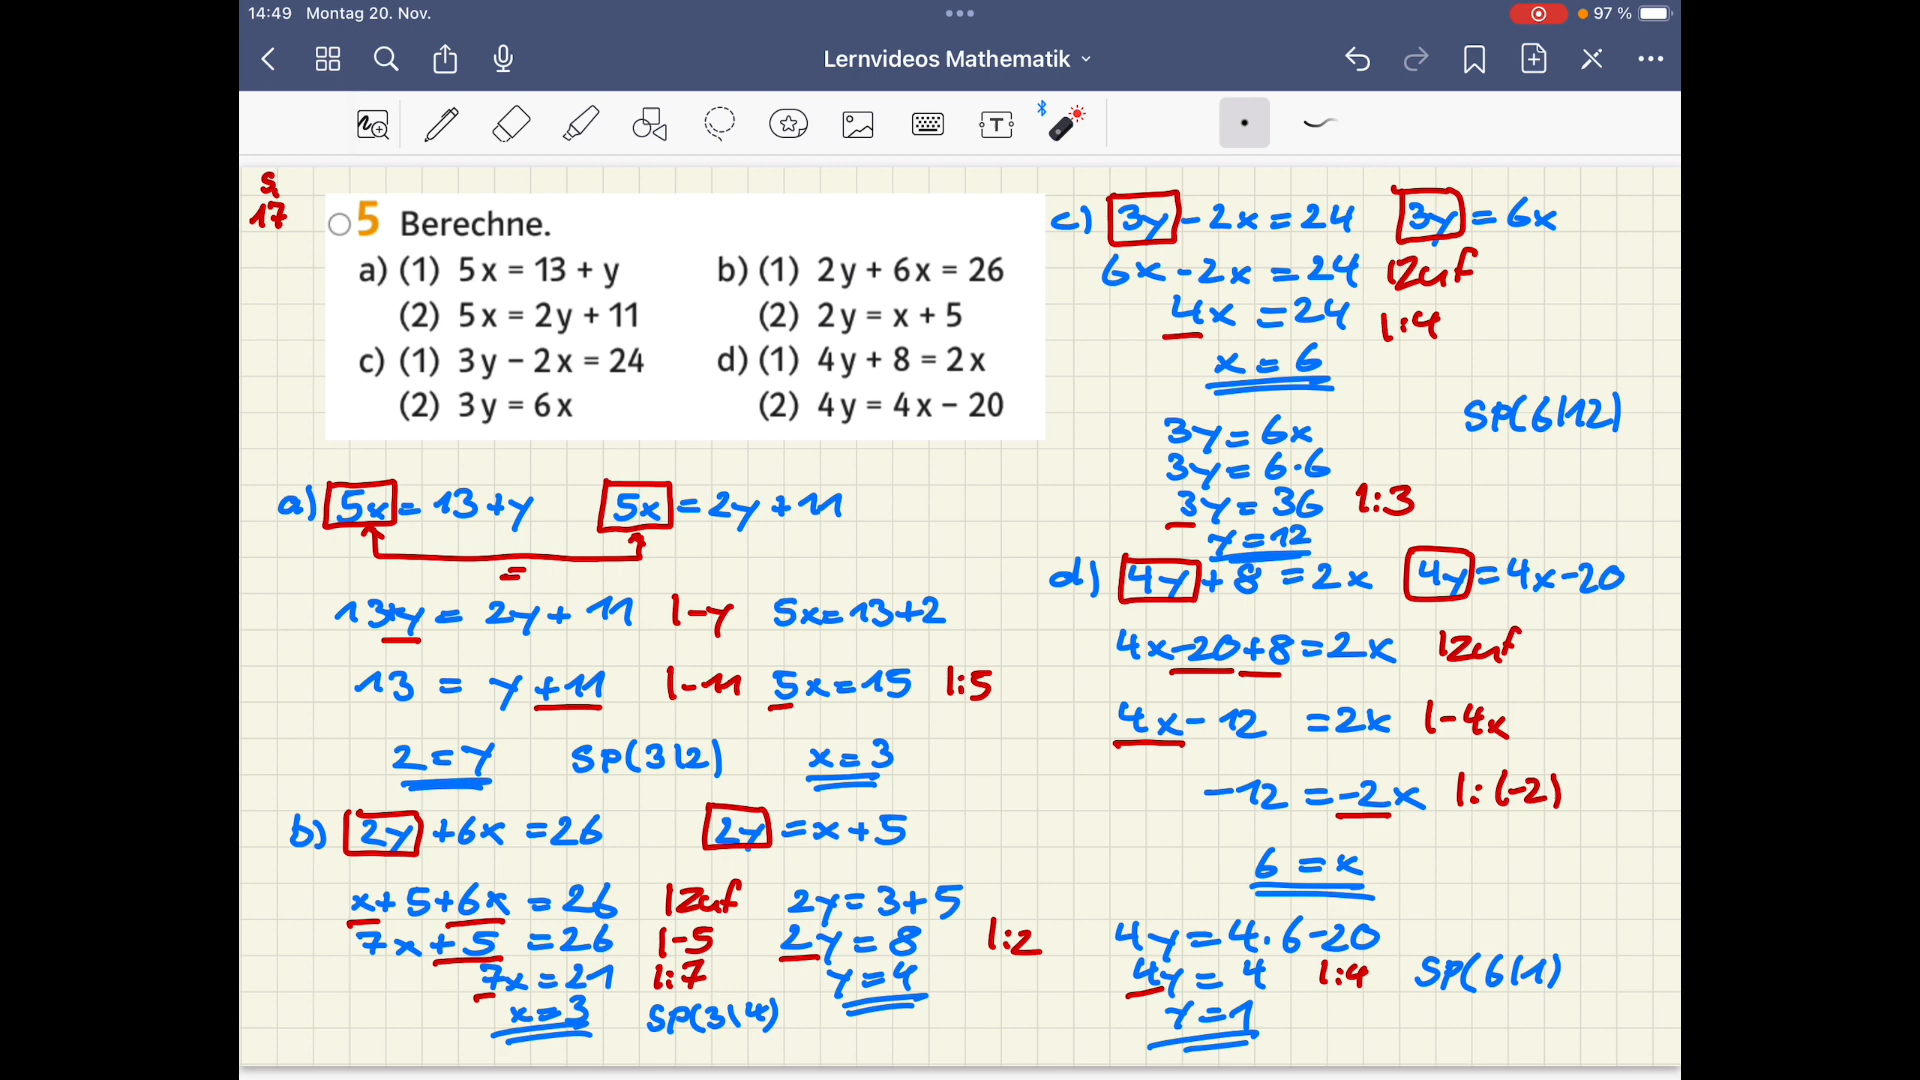 14:49 Montag 20. Nov.
97 %
Lernvideos Mathematik
T
S.
17
5 Berechne.
a) (1) 5x = 13 + y
b) (1) 2y + 6x = 26
(2) 5x = 2y + 11
(2) 2y = x + 5
c) (1) 3y − 2x = 24
d) (1) 4y + 8 = 2x
(2) 3y = 6x
(2) 4y = 4x − 20
a) 5x = 13 + y 5x = 2y + 11
=
13 + y = 2y + 11 | - y 5x = 13 + 2
13 = y + 11 | - 11 5x = 15 | : 5
2 = y SP(3|2) x = 3
b) 2y + 6x = 26 2y = x + 5
x + 5 + 6x = 26 | Zuf 2y = 3 + 5
7x + 5 = 26 | - 5 2y = 8 | : 2
7x = 21 | : 7 y = 4
x = 3 SP(3|4)
c) 3y - 2x = 24 3y = 6x
6x - 2x = 24 | Zuf
4x = 24 | : 4
x = 6
SP(6|12)
3y = 6x
3y = 6 · 6
3y = 36 | : 3
y = 12
d) 4y + 8 = 2x 4y = 4x - 20
4x - 20 + 8 = 2x | Zuf
4x - 12 = 2x | - 4x
-12 = -2x | : (-2)
6 = x
4y = 4 · 6 - 20
4y = 4 | : 4 SP(6|1)
y = 1